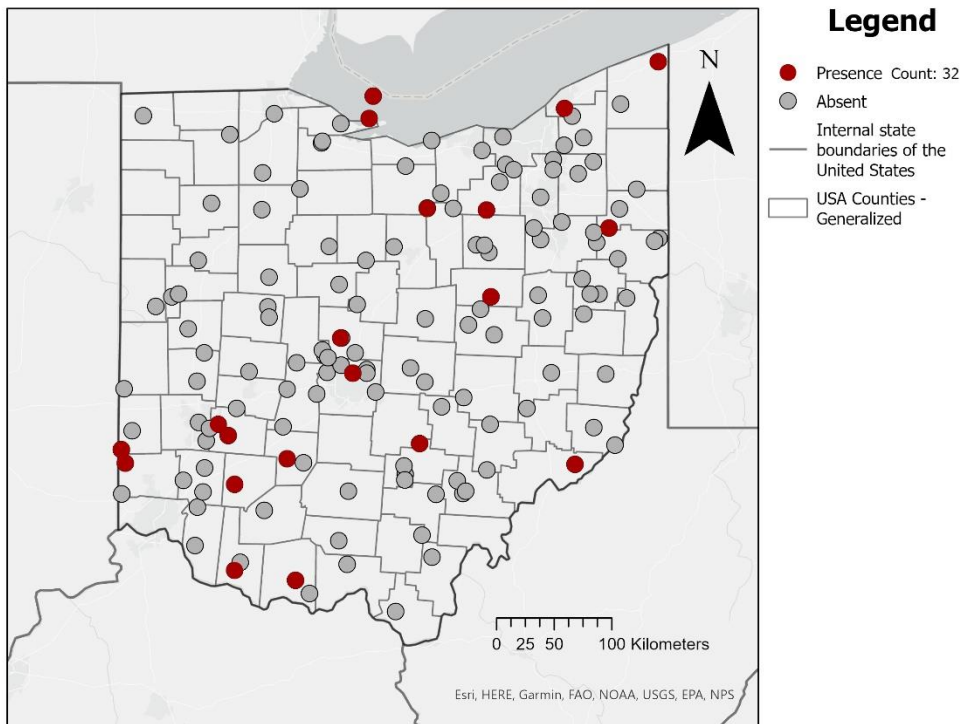 Legend
Presence Count: 32
Absent
Internal state
boundaries of the
United States
USA Counties -
Generalized
N
0 25 50 100 Kilometers
Esri, HERE, Garmin, FAO, NOAA, USGS, EPA, NPS